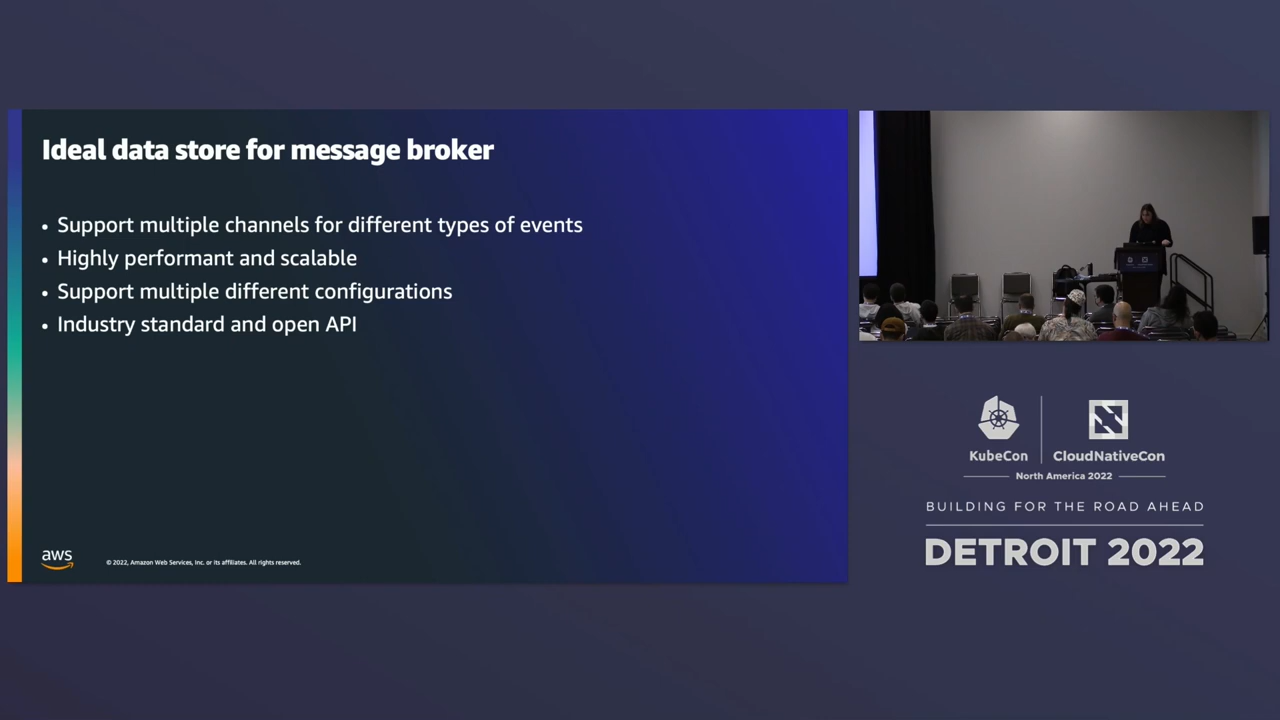 Ideal data store for message broker
• Support multiple channels for different types of events
• Highly performant and scalable
• Support multiple different configurations
• Industry standard and open API
aws
© 2022, Amazon Web Services, Inc. or its affiliates. All rights reserved.
KubeCon
CloudNativeCon
North America 2022
BUILDING FOR THE ROAD AHEAD
DETROIT 2022